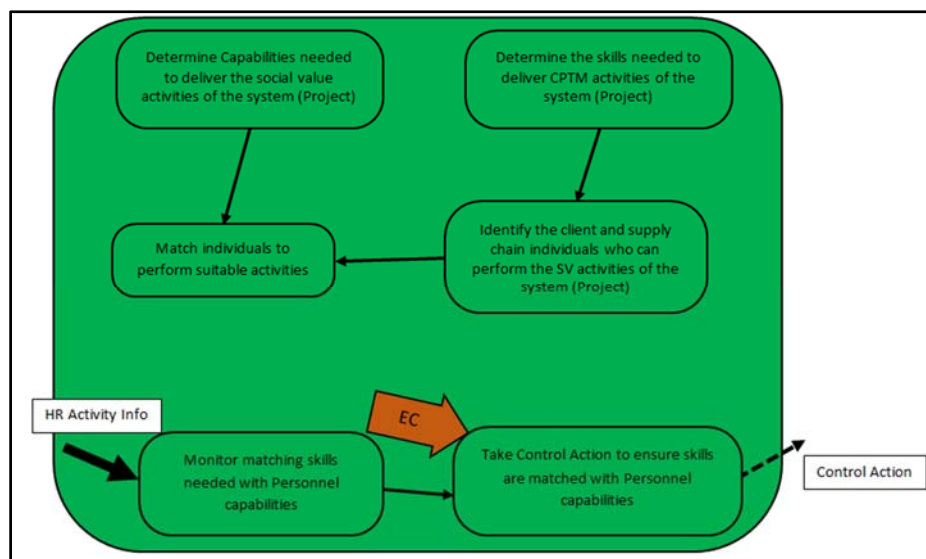 Determine Capabilities needed
to deliver the social value
activities of the system (Project)
Determine the skills needed to
deliver CPTM activities of the
system (Project)
Match individuals to
perform suitable activities
Identify the client and supply
chain individuals who can
perform the SV activities of the
system (Project)
HR Activity Info
EC
Monitor matching skills
needed with Personnel
capabilities
Take Control Action to ensure skills
are matched with Personnel
capabilities
Control Action